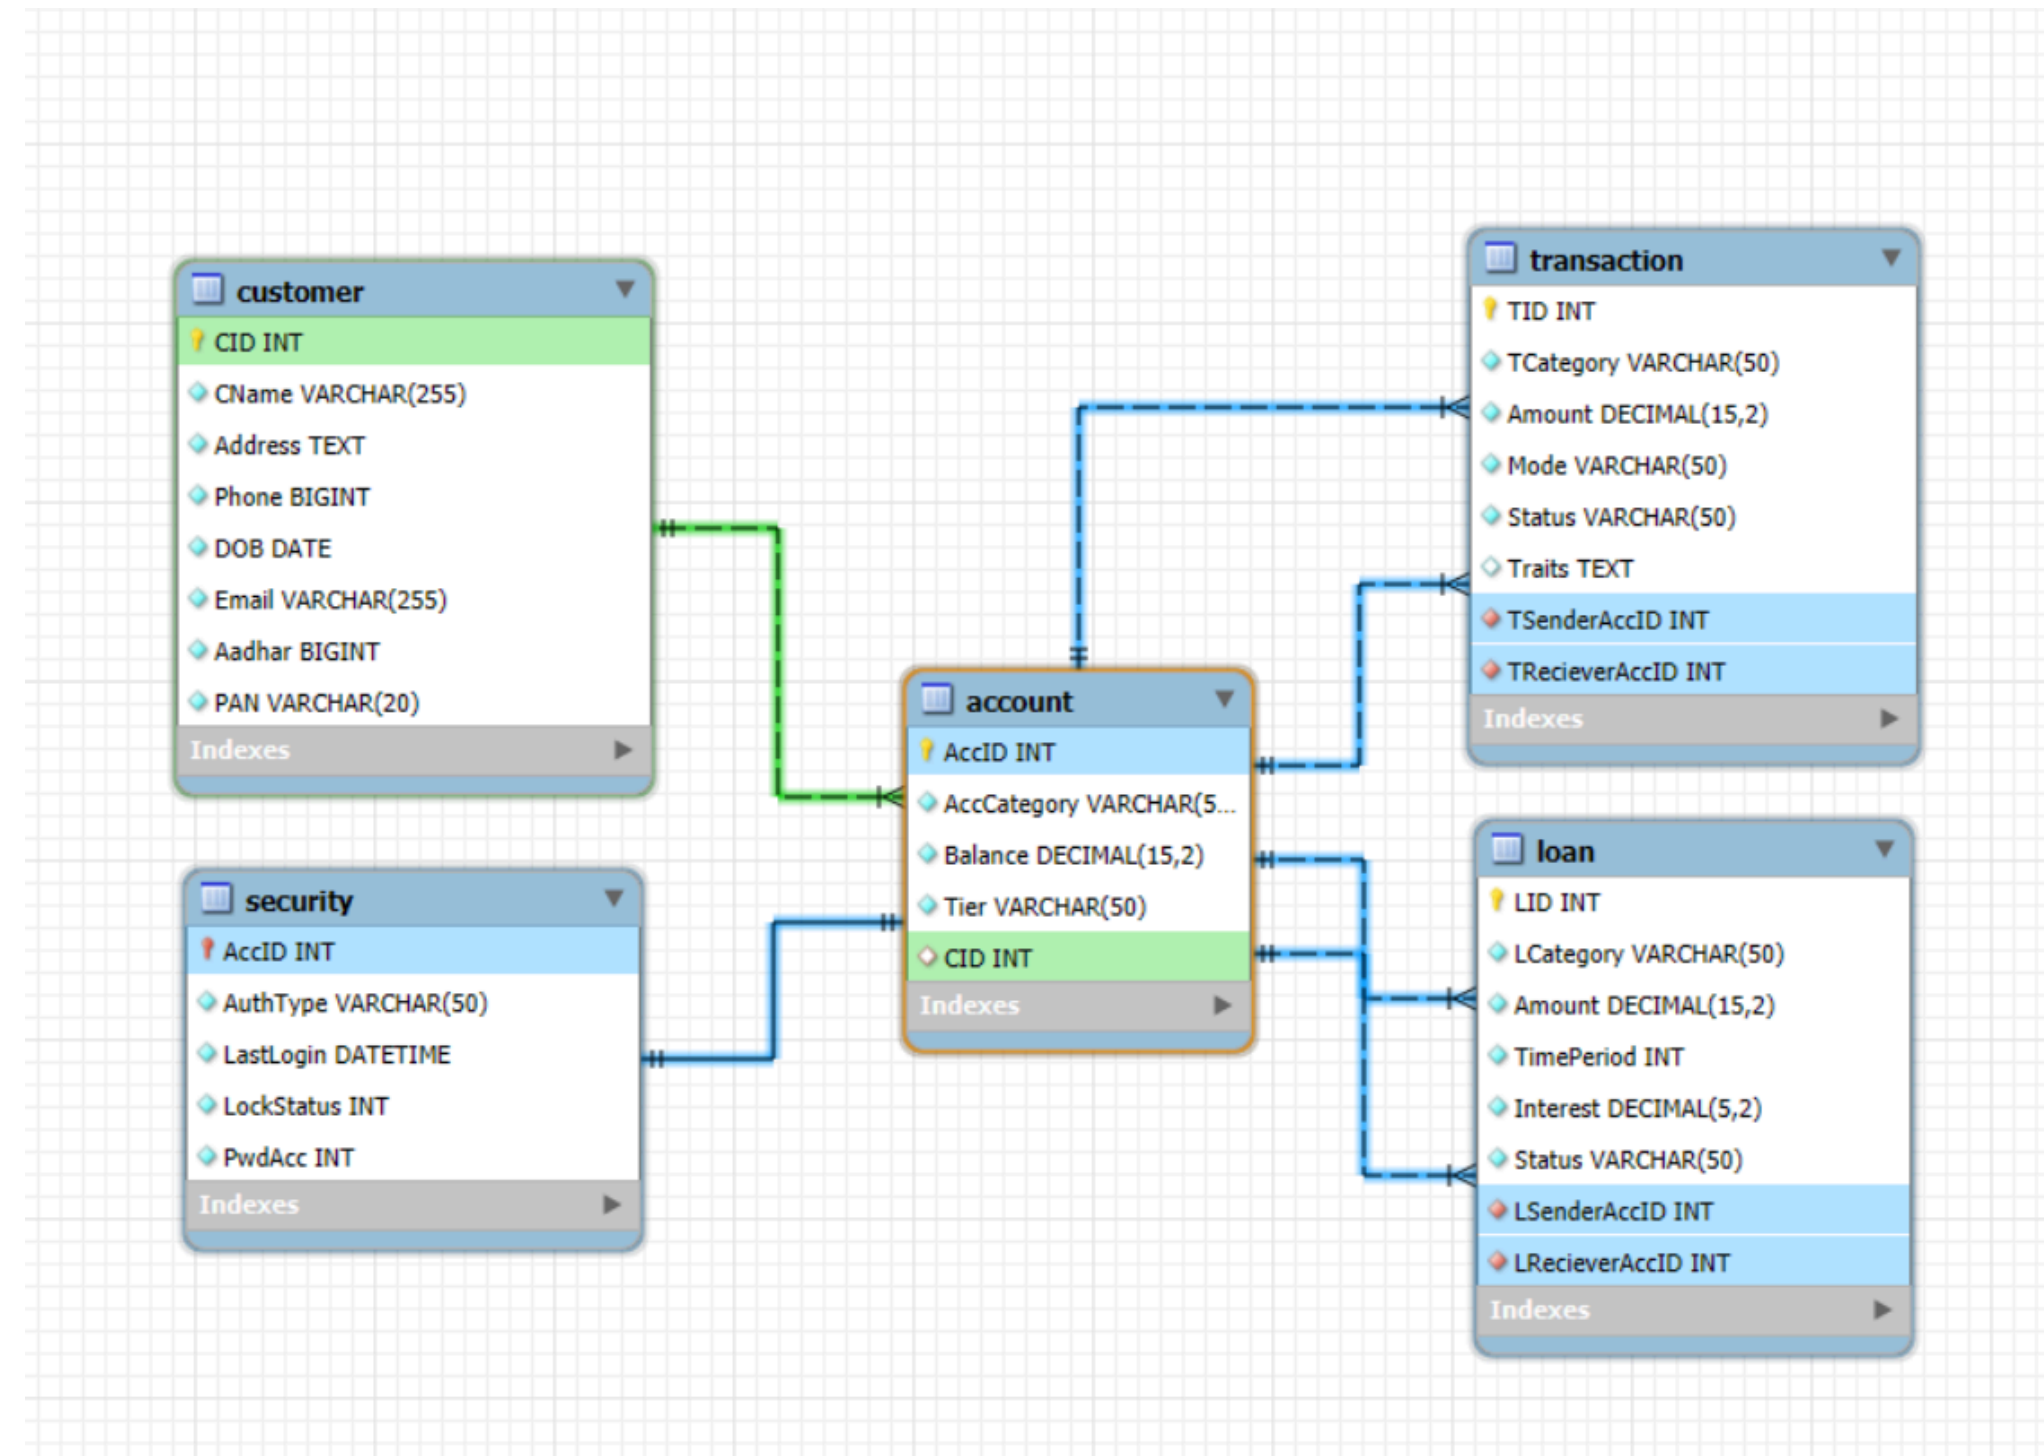 customer
CID INT
CName VARCHAR(255)
Address TEXT
Phone BIGINT
DOB DATE
Email VARCHAR(255)
Aadhar BIGINT
PAN VARCHAR(20)
Indexes
security
AccID INT
AuthType VARCHAR(50)
LastLogin DATETIME
LockStatus INT
PwdAcc INT
Indexes
account
AccID INT
AccCategory VARCHAR(5...
Balance DECIMAL(15,2)
Tier VARCHAR(50)
CID INT
Indexes
transaction
TID INT
TCategory VARCHAR(50)
Amount DECIMAL(15,2)
Mode VARCHAR(50)
Status VARCHAR(50)
Traits TEXT
TSenderAccID INT
TRecieverAccID INT
Indexes
loan
LID INT
LCategory VARCHAR(50)
Amount DECIMAL(15,2)
TimePeriod INT
Interest DECIMAL(5,2)
Status VARCHAR(50)
LSenderAccID INT
LRecieverAccID INT
Indexes